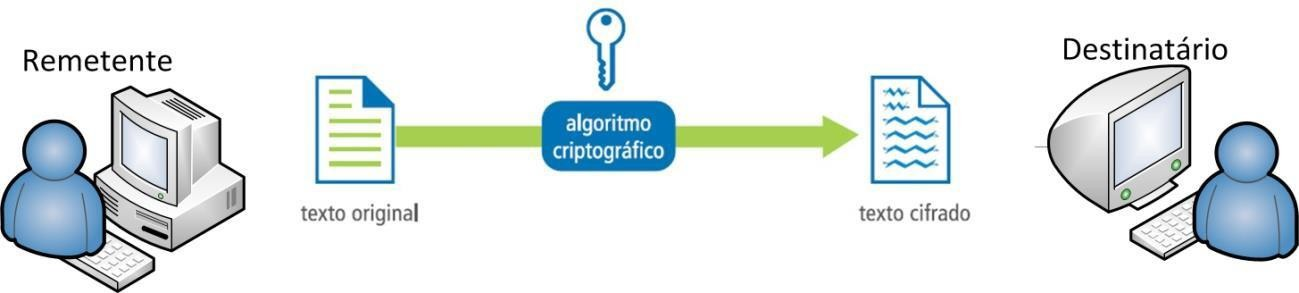 Remetente
Destinatário
algoritmo
criptográfico
texto original
texto cifrado